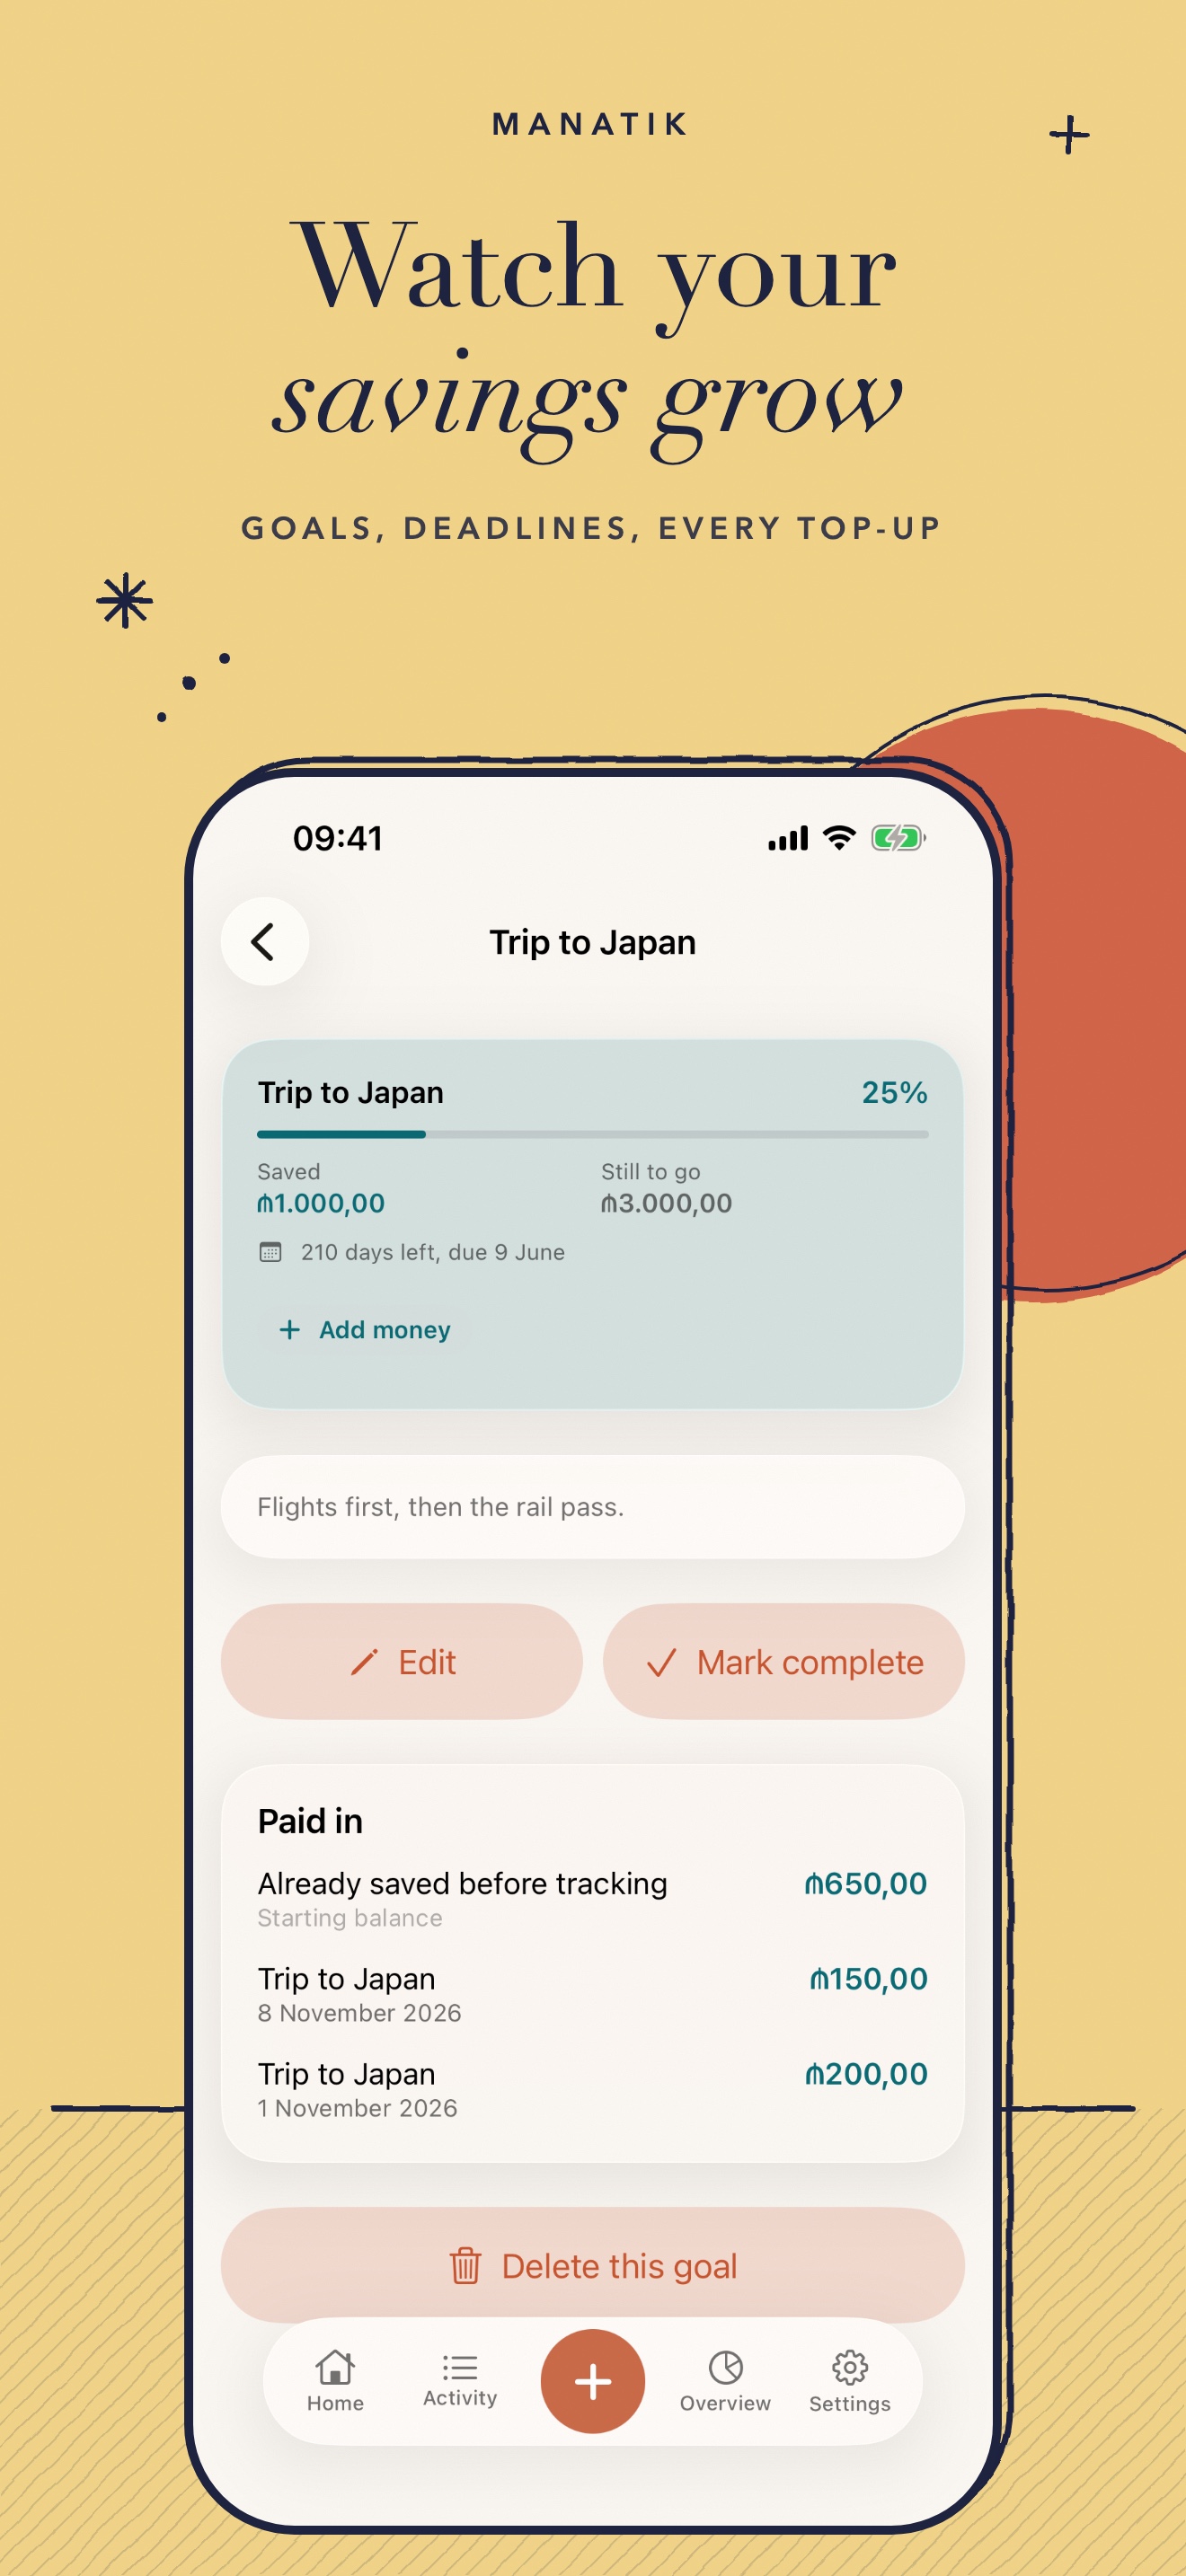 MANATIK
Watch your
savings grow
GOALS, DEADLINES, EVERY TOP-UP
09:41
Trip to Japan
Trip to Japan 25%
Saved Still to go
₼1.000,00 ₼3.000,00
210 days left, due 9 June
+ Add money
Flights first, then the rail pass.
Edit Mark complete
Paid in
Already saved before tracking ₼650,00
Starting balance
Trip to Japan ₼150,00
8 November 2026
Trip to Japan ₼200,00
1 November 2026
Delete this goal
Home Activity Overview Settings